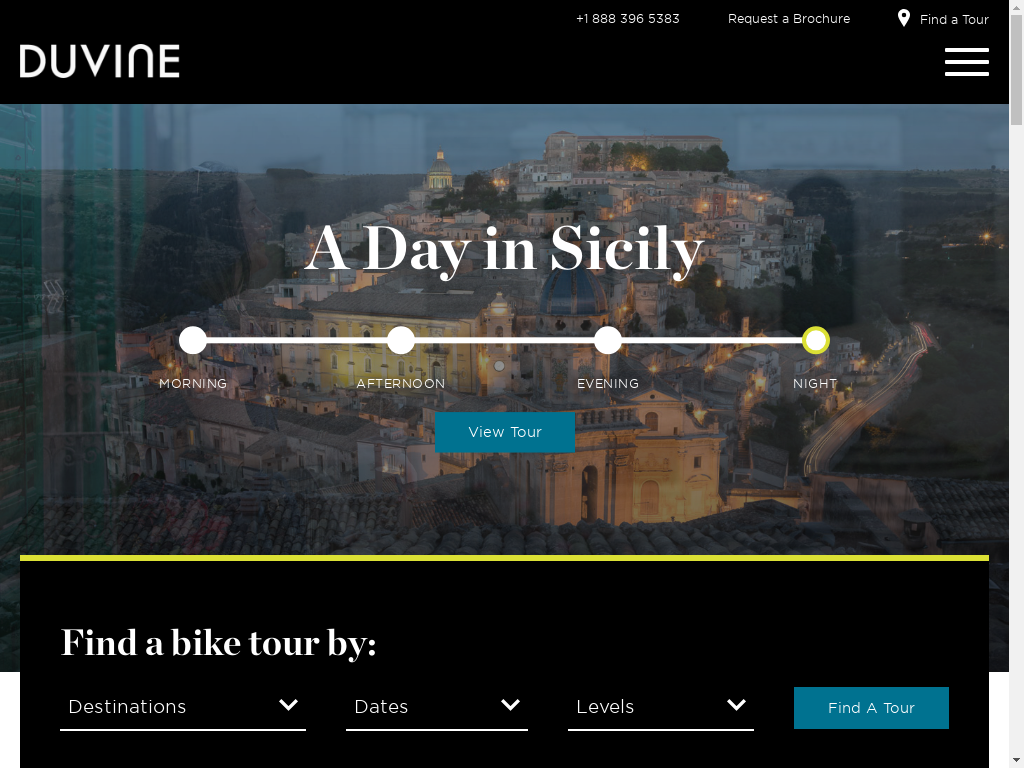 +1 888 396 5383
Request a Brochure
Find a Tour
DUVINE
A Day in Sicily
MORNING
AFTERNOON
EVENING
NIGHT
View Tour
Find a bike tour by:
Destinations
Dates
Levels
Find A Tour